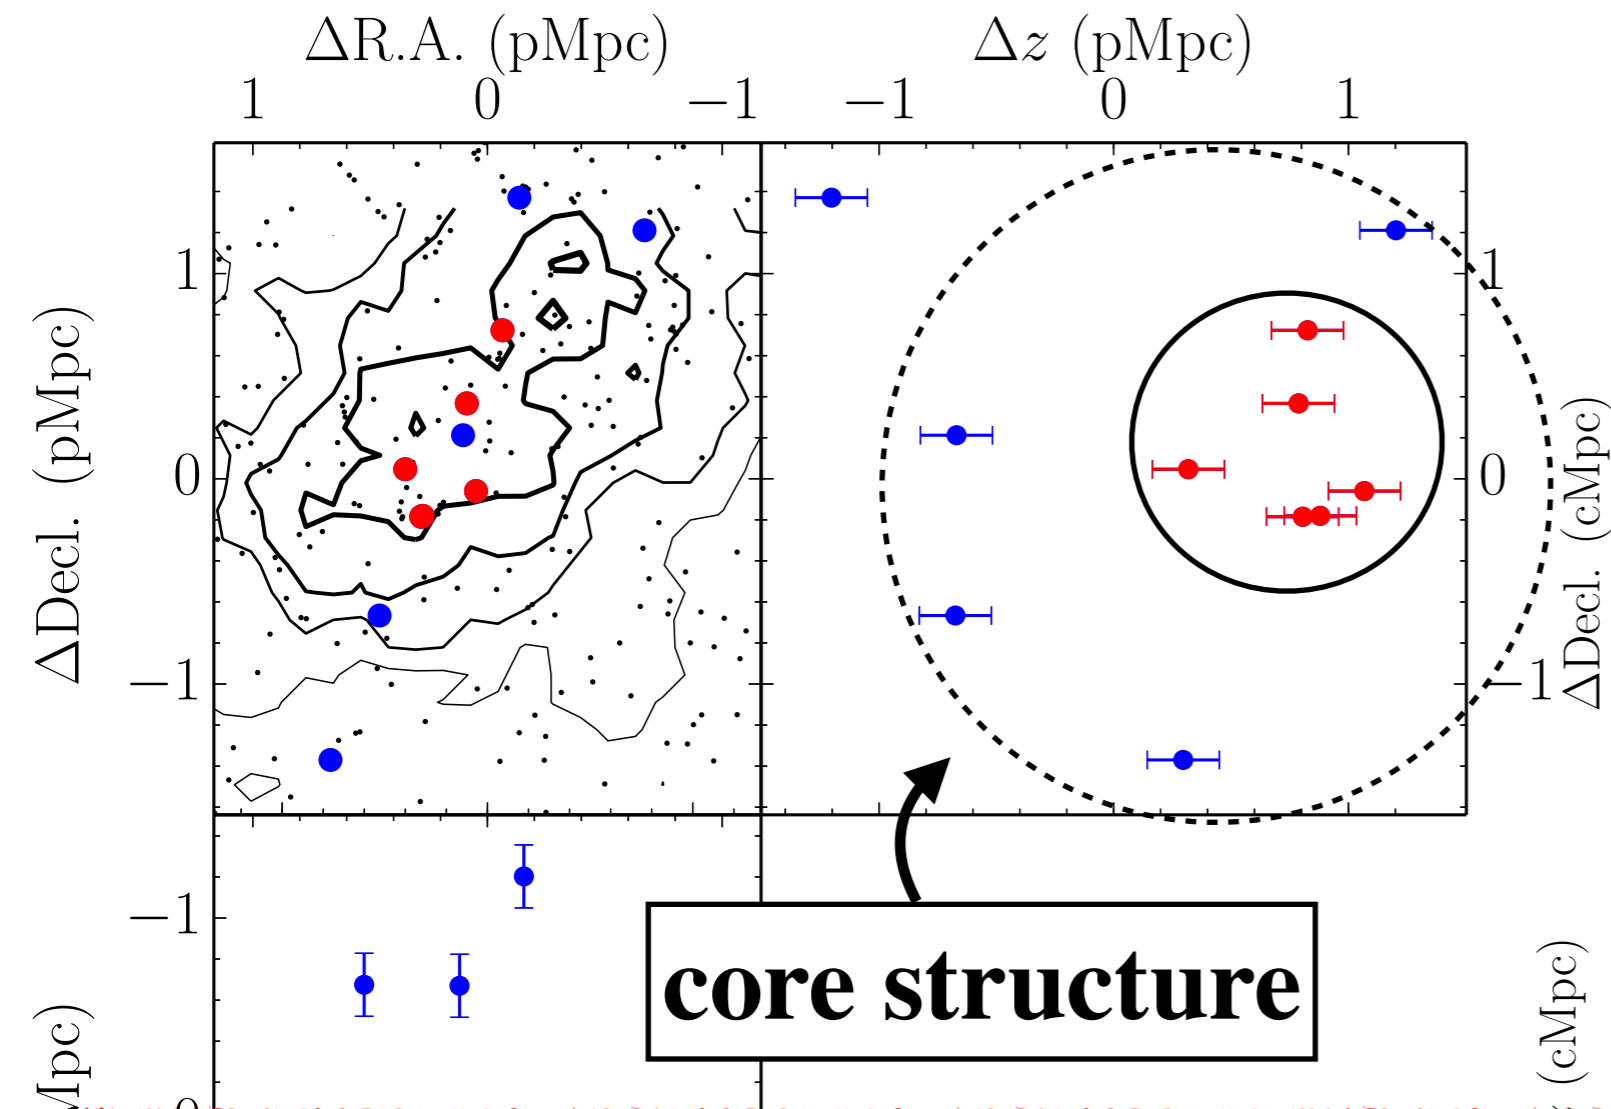 ΔR.A. (pMpc)
Δz (pMpc)
1 0 −1
−1 0 1
1
0
−1
ΔDecl. (pMpc)
1
0
−1
ΔDecl. (cMpc)
−1
core structure
Mpc)
(cMpc)